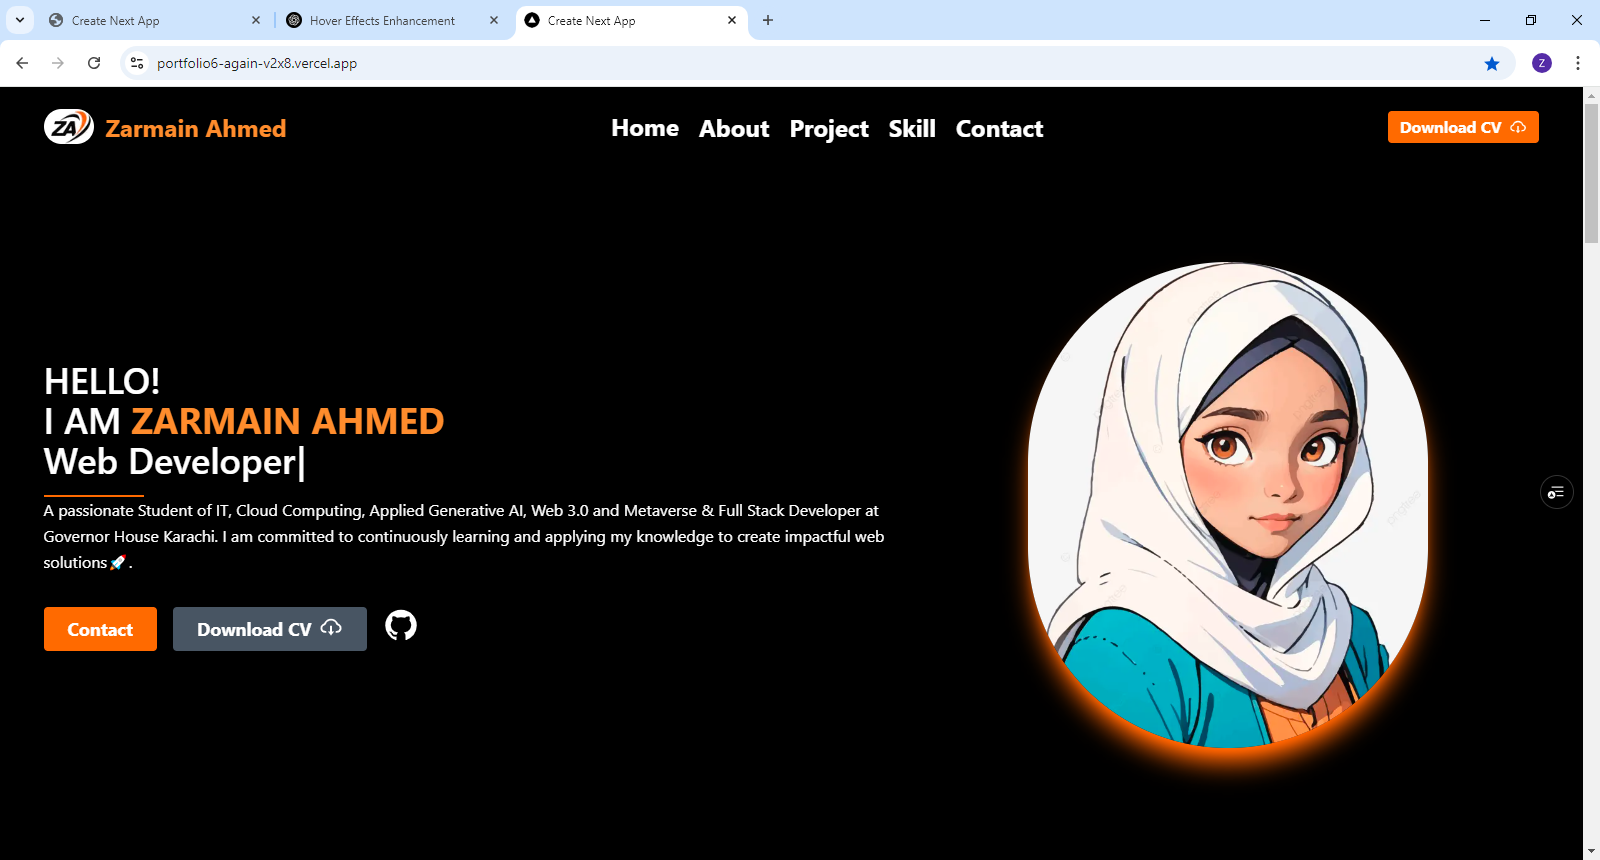 Create Next App
Hover Effects Enhancement
Create Next App
portfolio6-again-v2x8.vercel.app
Z
ZA
Zarmain Ahmed
Home
About
Project
Skill
Contact
Download CV
HELLO!
I AM ZARMAIN AHMED
Web Developer|
A passionate Student of IT, Cloud Computing, Applied Generative AI, Web 3.0 and Metaverse & Full Stack Developer at
Governor House Karachi. I am committed to continuously learning and applying my knowledge to create impactful web
solutions🚀.
Contact
Download CV